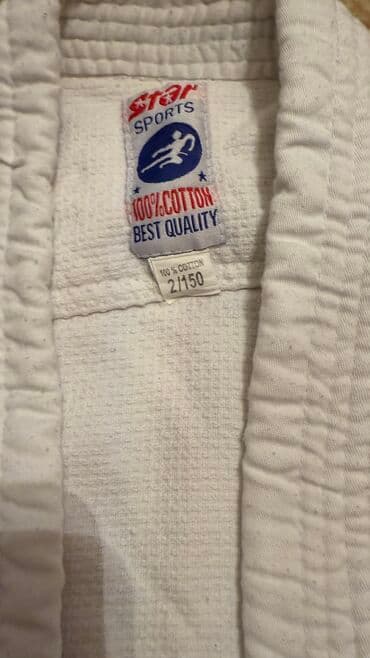 Star
SPORTS
100%COTTON
BEST QUALITY
100% COTTON
2/150